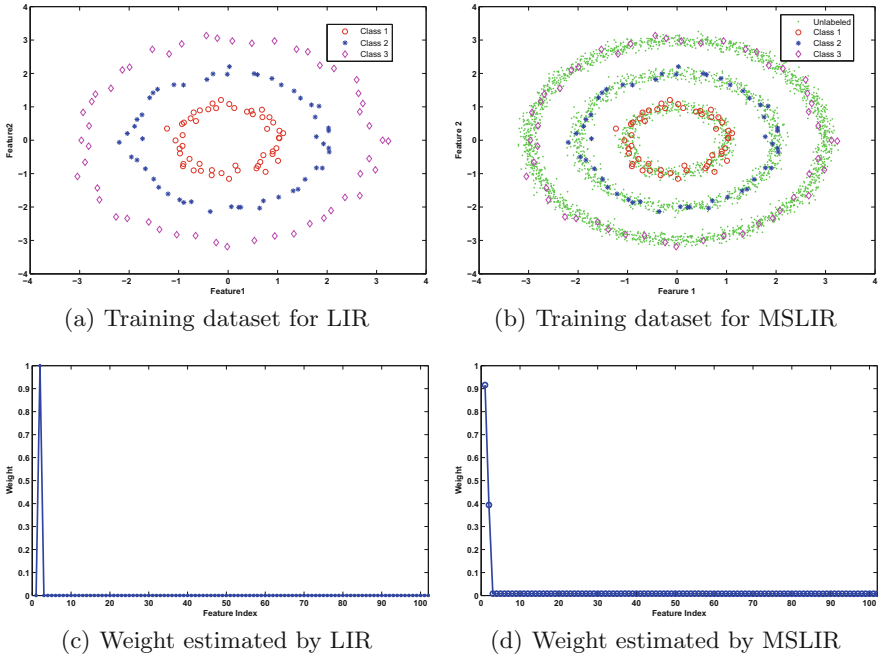 Class 1
Class 2
Class 3
4
3
2
1
0
−1
−2
−3
−4
Feature2
−4 −3 −2 −1 0 1 2 3 4
Feature1
(a) Training dataset for LIR
Unlabeled
Class 1
Class 2
Class 3
4
3
2
1
0
−1
−2
−3
−4
Feature 2
−4 −3 −2 −1 0 1 2 3 4
Fearure 1
(b) Training dataset for MSLIR
1
0.9
0.8
0.7
0.6
0.5
0.4
0.3
0.2
0.1
0
Weight
0 10 20 30 40 50 60 70 80 90 100
Feature Index
(c) Weight estimated by LIR
1
0.9
0.8
0.7
0.6
0.5
0.4
0.3
0.2
0.1
0
Weight
0 10 20 30 40 50 60 70 80 90 100
Feature Index
(d) Weight estimated by MSLIR